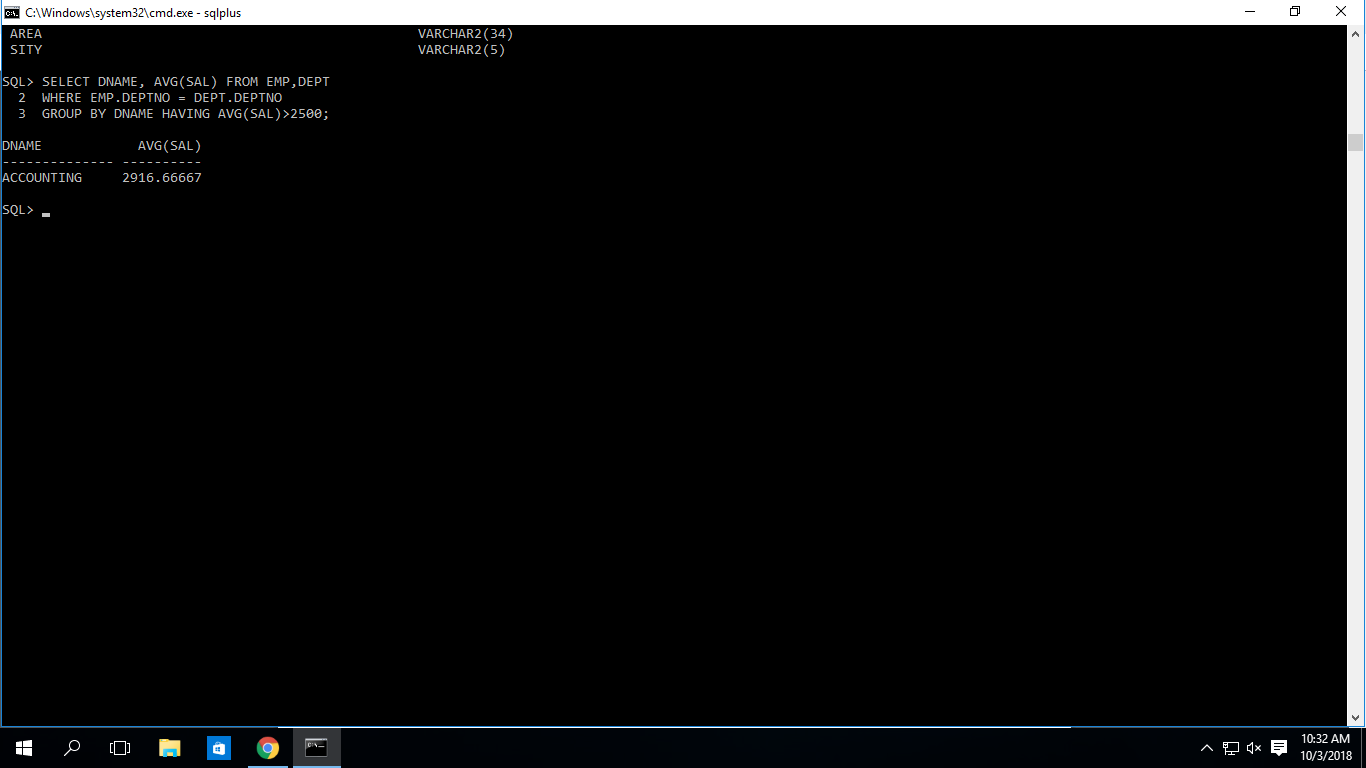 C:\Windows\system32\cmd.exe - sqlplus
AREA VARCHAR2(34)
SITY VARCHAR2(5)
SQL> SELECT DNAME, AVG(SAL) FROM EMP,DEPT
2 WHERE EMP.DEPTNO = DEPT.DEPTNO
3 GROUP BY DNAME HAVING AVG(SAL)>2500;
DNAME AVG(SAL)
-------------- ----------
ACCOUNTING 2916.66667
SQL> _
10:32 AM
10/3/2018